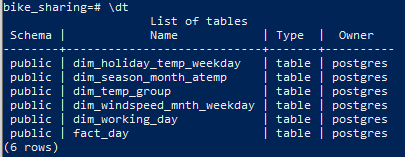 bike_sharing=# \dt
List of tables
Schema | Name | Type | Owner
--------+---------------------------+-------+----------
public | dim_holiday_temp_weekday | table | postgres
public | dim_season_month_atemp | table | postgres
public | dim_temp_group | table | postgres
public | dim_windspeed_mnth_weekday | table | postgres
public | dim_working_day | table | postgres
public | fact_day | table | postgres
(6 rows)